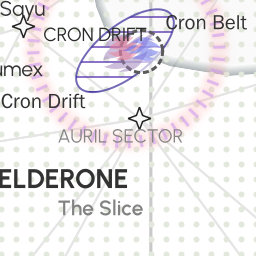 Sayu
Cron Belt
CRON DRIFT
umex
Cron Drift
AURIL SECTOR
ELDERONE
The Slice